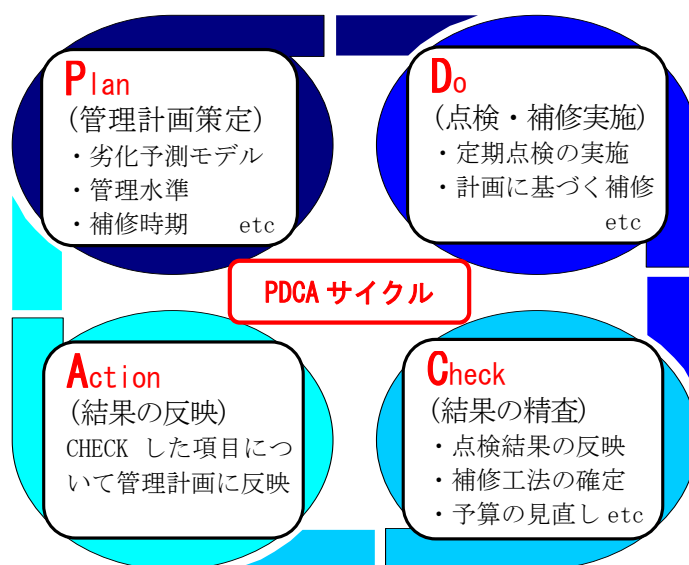 Plan
(管理計画策定)
・劣化予測モデル
・管理水準
・補修時期 etc
Do
(点検・補修実施)
・定期点検の実施
・計画に基づく補修
etc
PDCA サイクル
Action
(結果の反映)
CHECK した項目につ
いて管理計画に反映
Check
(結果の精査)
・点検結果の反映
・補修工法の確定
・予算の見直し etc